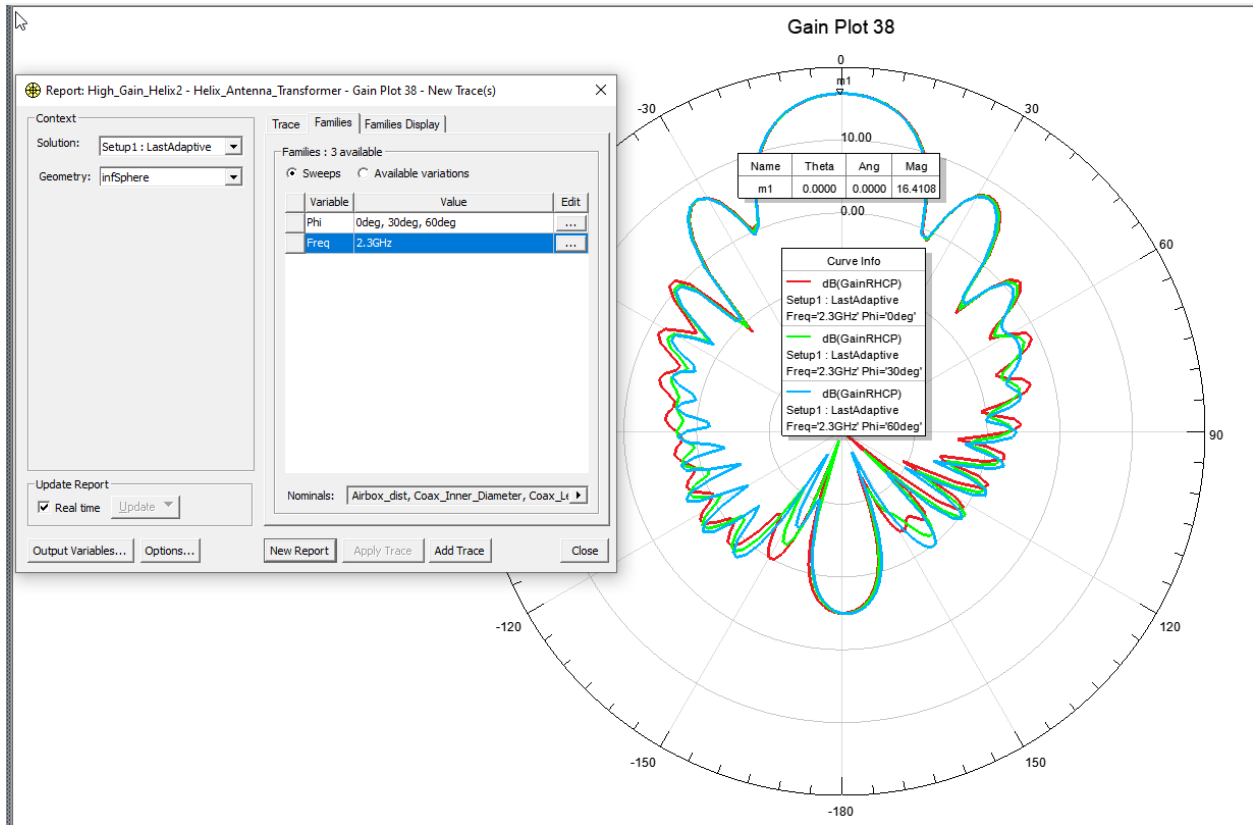 Gain Plot 38
Report: High_Gain_Helix2 - Helix_Antenna_Transformer - Gain Plot 38 - New Trace(s)
Context
Solution:
Setup1 : LastAdaptive
Geometry:
infSphere
Trace
Families
Families Display
Families : 3 available
Sweeps
Available variations
Variable
Value
Edit
Phi
0deg, 30deg, 60deg
...
Freq
2.3GHz
...
Nominals:
Airbox_dist, Coax_Inner_Diameter, Coax_Le
Update Report
Real time
Update
Output Variables...
Options...
New Report
Apply Trace
Add Trace
Close
0
m1
-30
30
10.00
Name Theta Ang Mag
m1 0.0000 0.0000 16.4108
0.00
60
Curve Info
dB(GainRHCP)
Setup1 : LastAdaptive
Freq='2.3GHz' Phi='0deg'
dB(GainRHCP)
Setup1 : LastAdaptive
Freq='2.3GHz' Phi='30deg'
dB(GainRHCP)
Setup1 : LastAdaptive
Freq='2.3GHz' Phi='60deg'
90
-120
120
-150
150
-180